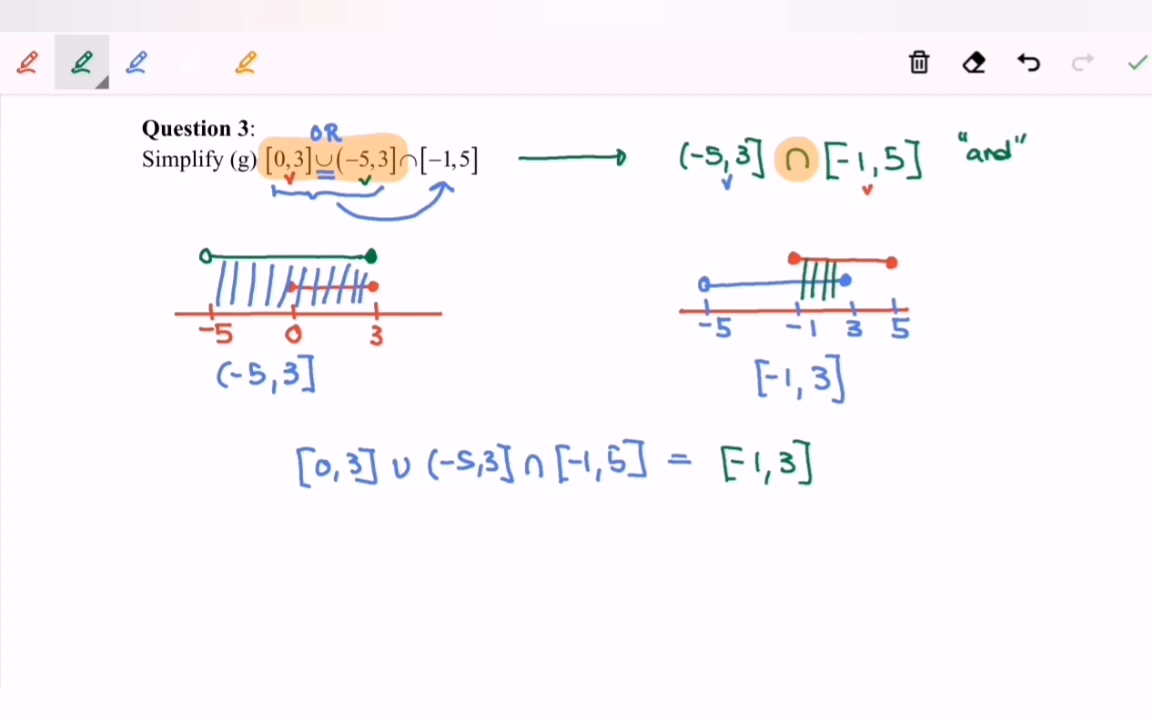 Question 3:
OR
Simplify (g) [0,3]∪(−5,3]∩[−1,5]
(-5,3] ∩ [-1,5] "and"
-5 0 3
-5 -1 3 5
(-5,3]
[-1,3]
[0,3] ∪ (-5,3] ∩ [-1,5] = [-1,3]